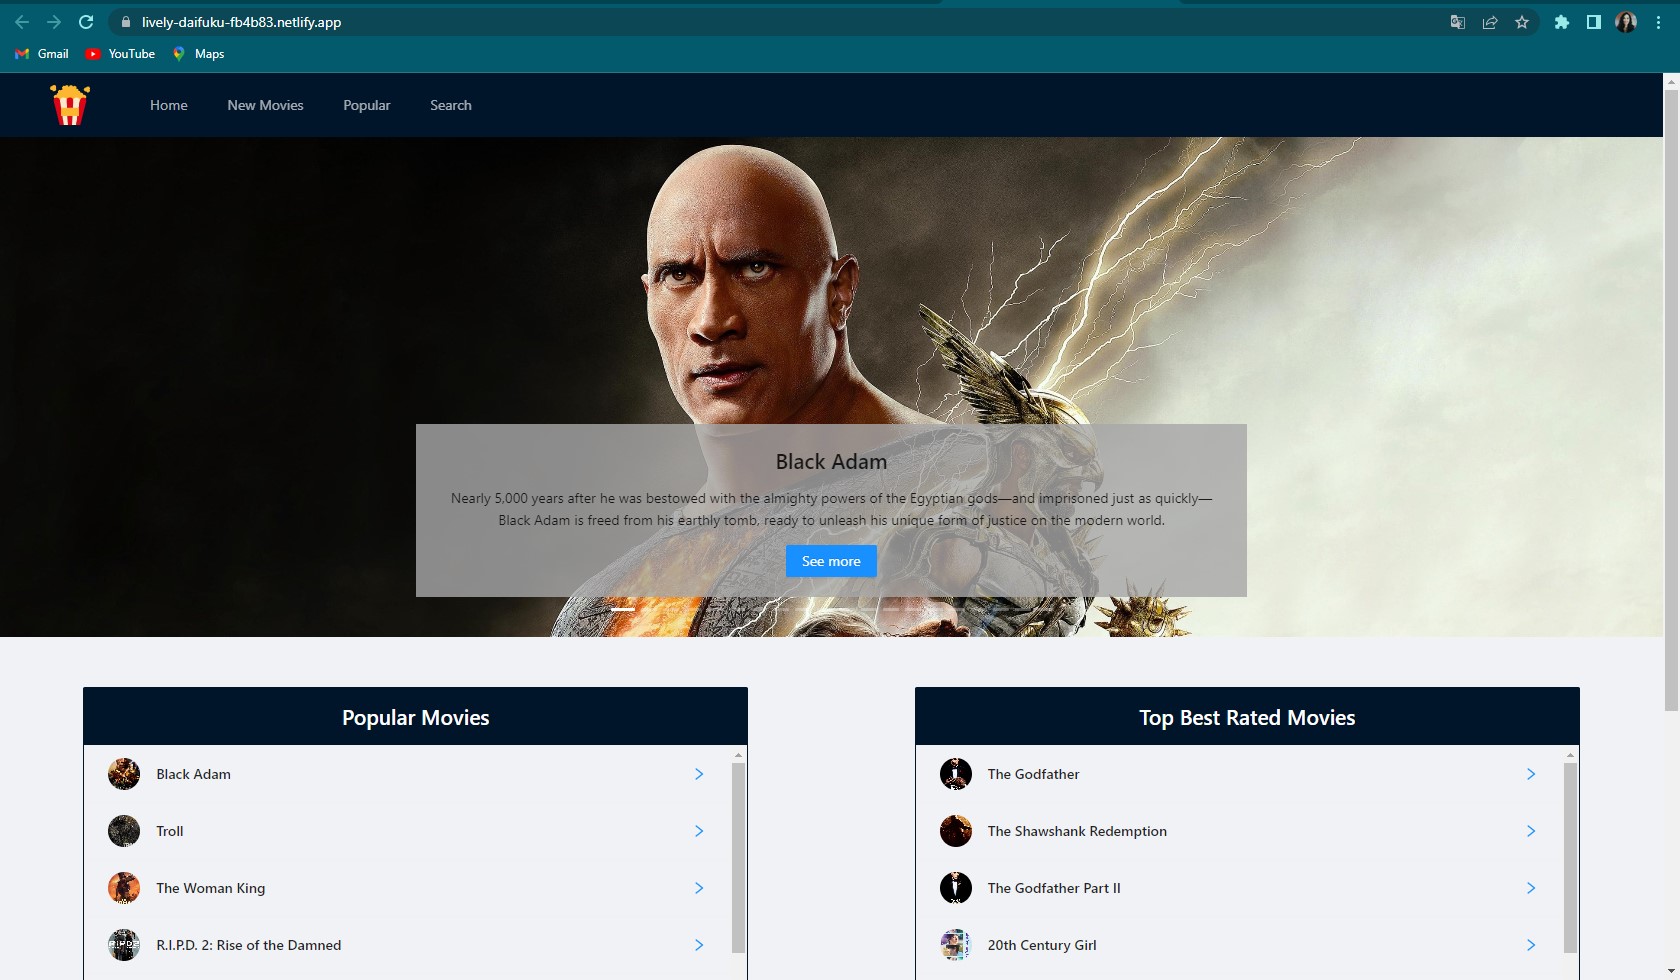 lively-daifuku-fb4b83.netlify.app
Gmail YouTube Maps
Home New Movies Popular Search
Black Adam
Nearly 5,000 years after he was bestowed with the almighty powers of the Egyptian gods—and imprisoned just as quickly—
Black Adam is freed from his earthly tomb, ready to unleash his unique form of justice on the modern world.
See more
Popular Movies
Black Adam
Troll
The Woman King
R.I.P.D. 2: Rise of the Damned
Top Best Rated Movies
The Godfather
The Shawshank Redemption
The Godfather Part II
20th Century Girl